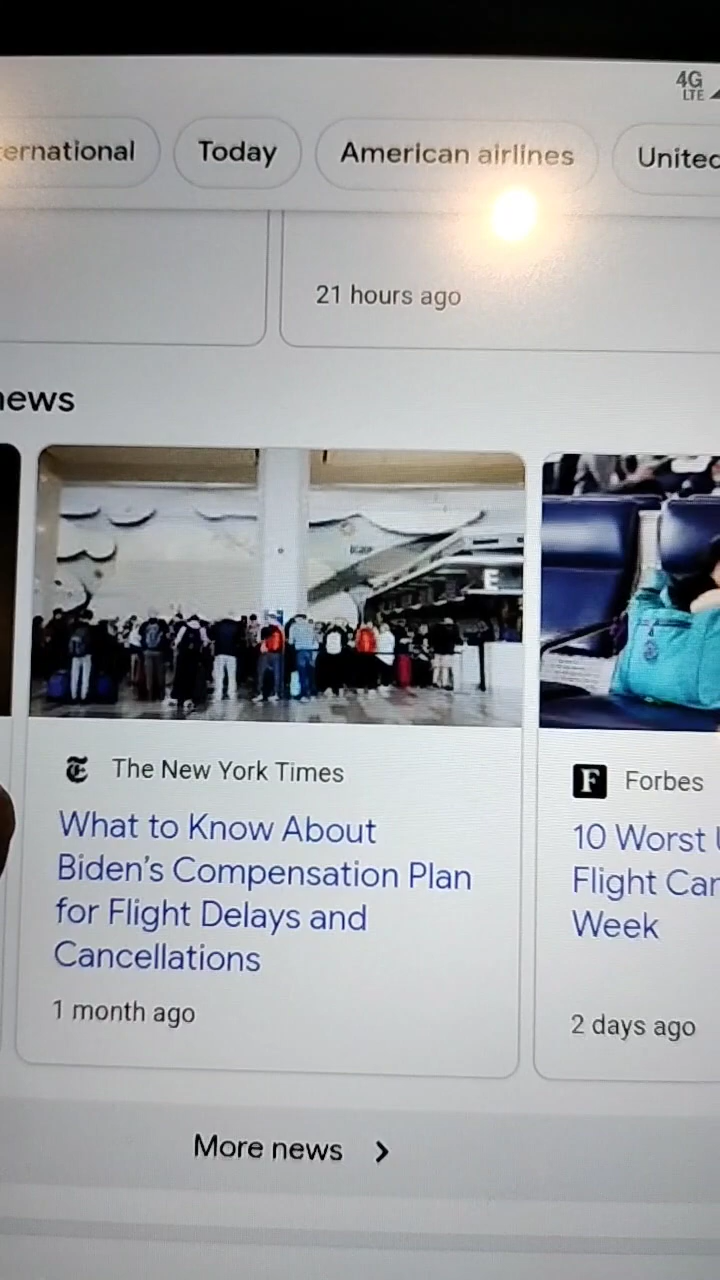 4G
LTE
ernational
Today
American airlines
United
21 hours ago
news
E
The New York Times
What to Know About
Biden's Compensation Plan
for Flight Delays and
Cancellations
1 month ago
F Forbes
10 Worst
Flight Car
Week
2 days ago
More news